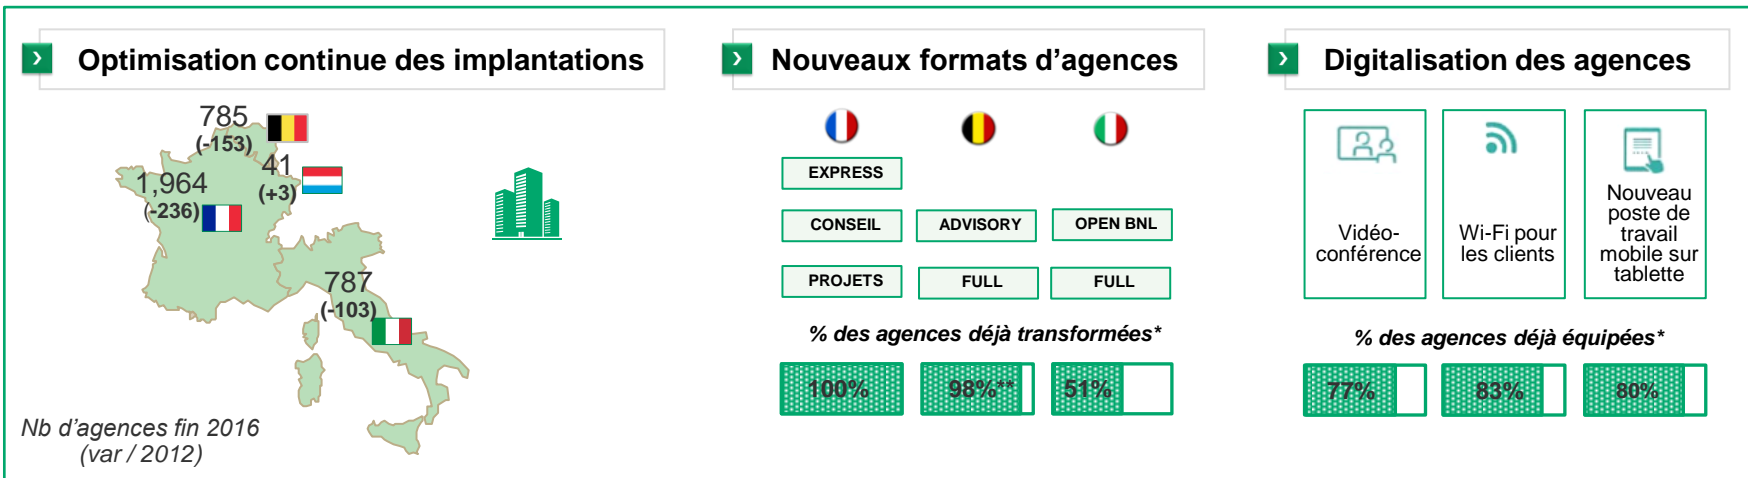 Optimisation continue des implantations
785
(-153)
41
(+3)
1,964
(-236)
787
(-103)
Nb d’agences fin 2016
(var / 2012)
Nouveaux formats d’agences
EXPRESS
CONSEIL
ADVISORY
OPEN BNL
PROJETS
FULL
FULL
% des agences déjà transformées*
100%
98%**
51%
Digitalisation des agences
Vidéo-
conférence
Wi-Fi pour
les clients
Nouveau
poste de
travail
mobile sur
tablette
% des agences déjà équipées*
77%
83%
80%